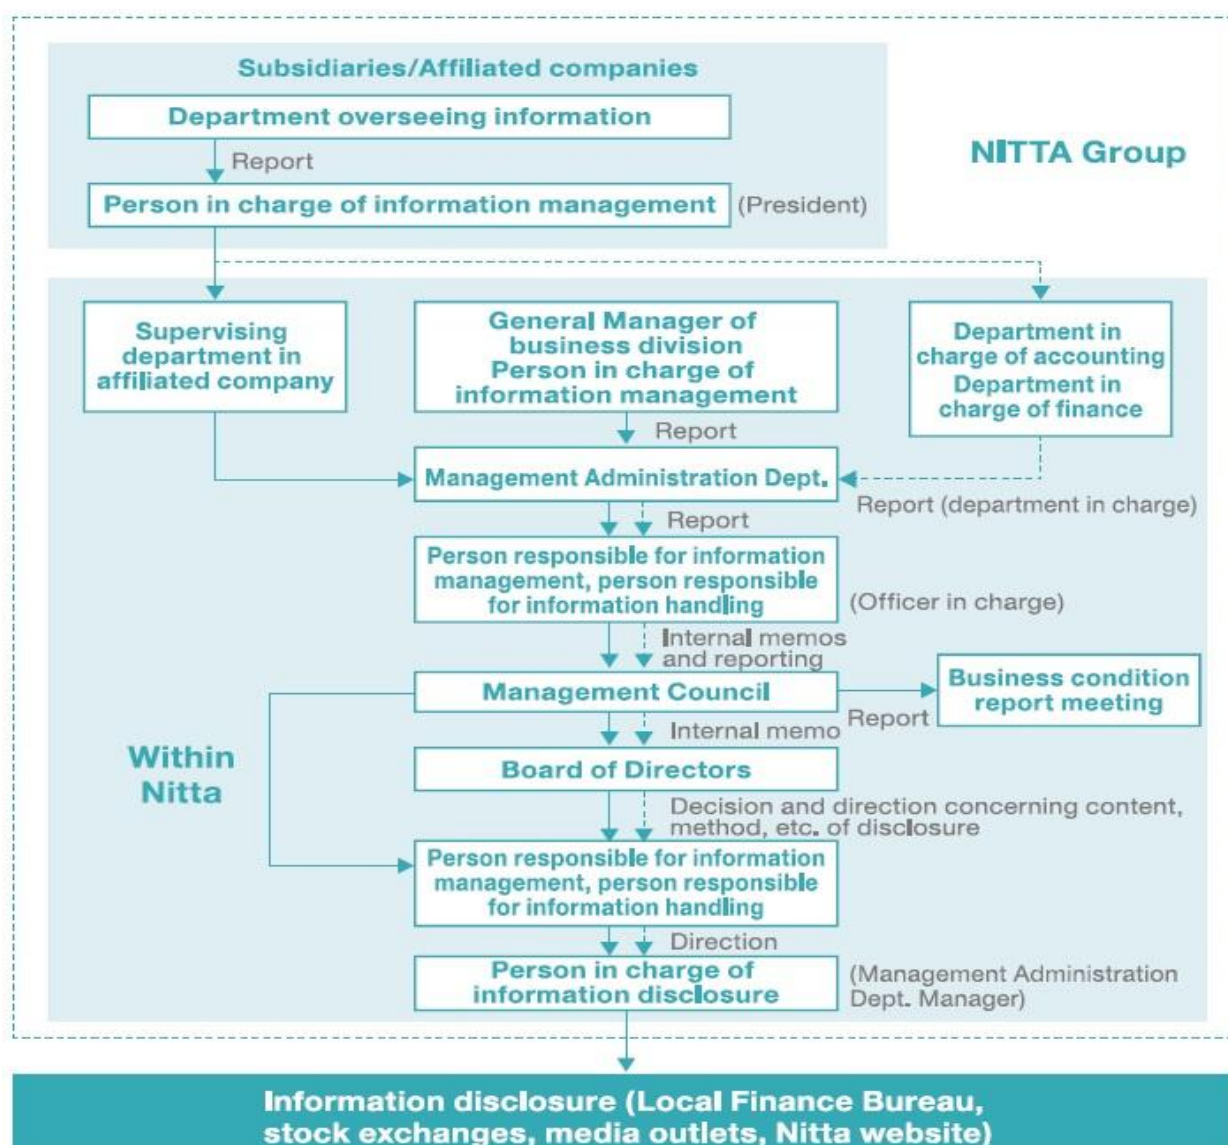 Subsidiaries/Affiliated companies
Department overseeing information
Report
NITTA Group
Person in charge of information management
(President)
Supervising
department in
affiliated company
General Manager of
business division
Person in charge of
information management
Department in
charge of accounting
Department in
charge of finance
Report
Management Administration Dept.
Report (department in charge)
Report
Person responsible for information
management, person responsible
for information handling
(Officer in charge)
Internal memos
and reporting
Management Council
Report
Business condition
report meeting
Internal memo
Within
Nitta
Board of Directors
Decision and direction concerning content,
method, etc. of disclosure
Person responsible for information
management, person responsible
for information handling
Direction
Person in charge of
information disclosure
(Management Administration
Dept. Manager)
Information disclosure (Local Finance Bureau,
stock exchanges, media outlets, Nitta website)